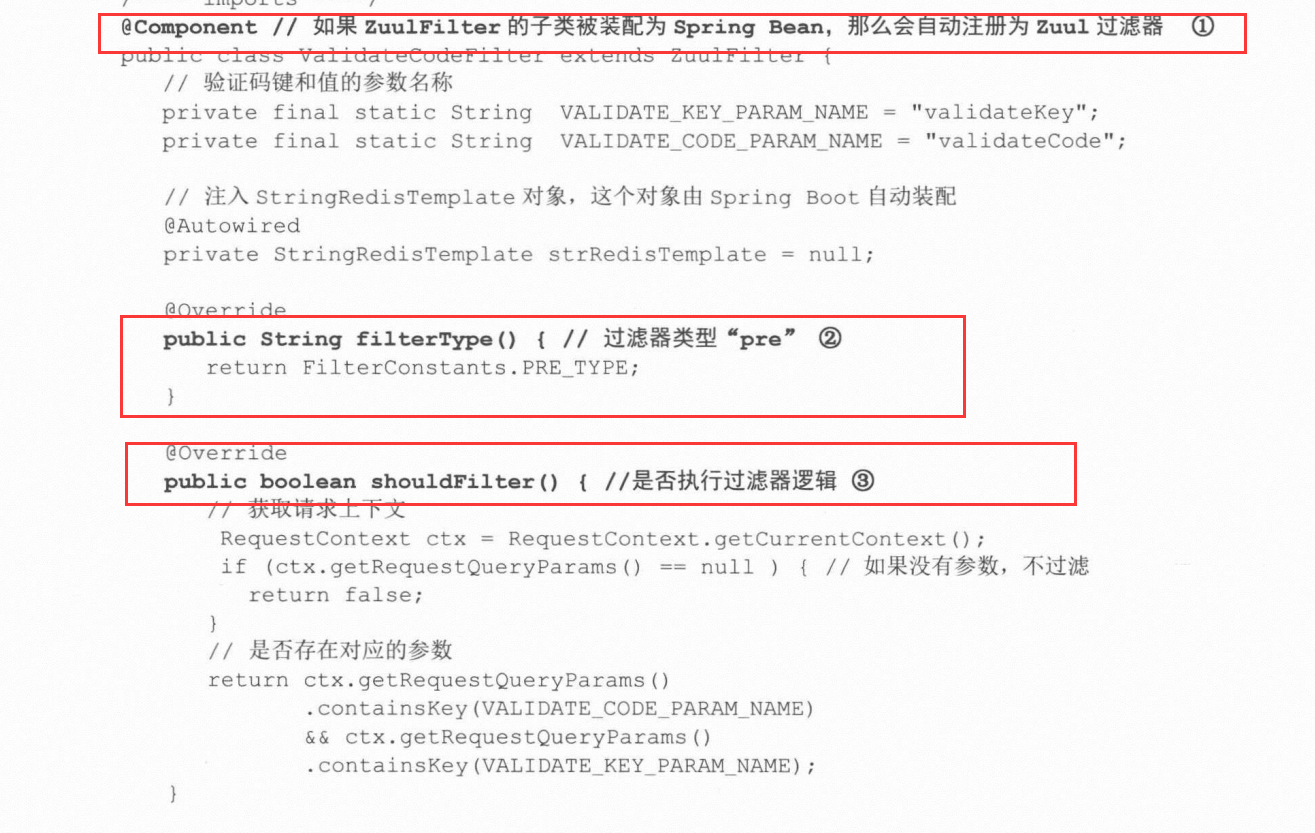 /**** imports ****/
@Component // 如果 ZuulFilter 的子类被装配为 Spring Bean，那么会自动注册为 Zuul 过滤器 ①
public class ValidateCodeFilter extends ZuulFilter {
// 验证码键和值的参数名称
private final static String VALIDATE_KEY_PARAM_NAME = "validateKey";
private final static String VALIDATE_CODE_PARAM_NAME = "validateCode";
// 注入 StringRedisTemplate 对象，这个对象由 Spring Boot 自动装配
@Autowired
private StringRedisTemplate strRedisTemplate = null;
@Override
public String filterType() { // 过滤器类型“pre” ②
return FilterConstants.PRE_TYPE;
}
@Override
public boolean shouldFilter() { //是否执行过滤器逻辑 ③
// 获取请求上下文
RequestContext ctx = RequestContext.getCurrentContext();
if (ctx.getRequestQueryParams() == null ) { // 如果没有参数，不过滤
return false;
}
// 是否存在对应的参数
return ctx.getRequestQueryParams()
.containsKey(VALIDATE_CODE_PARAM_NAME)
&& ctx.getRequestQueryParams()
.containsKey(VALIDATE_KEY_PARAM_NAME);
}